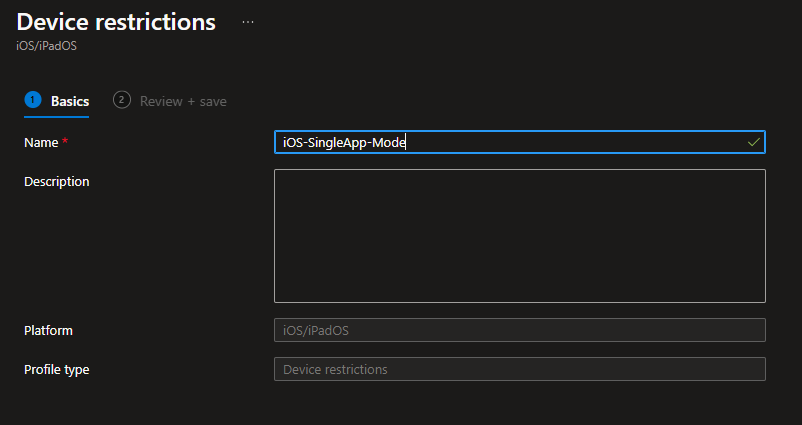 Device restrictions ...
iOS/iPadOS
1 Basics 2 Review + save
Name * iOS-SingleApp-Mode
Description
Platform iOS/iPadOS
Profile type Device restrictions